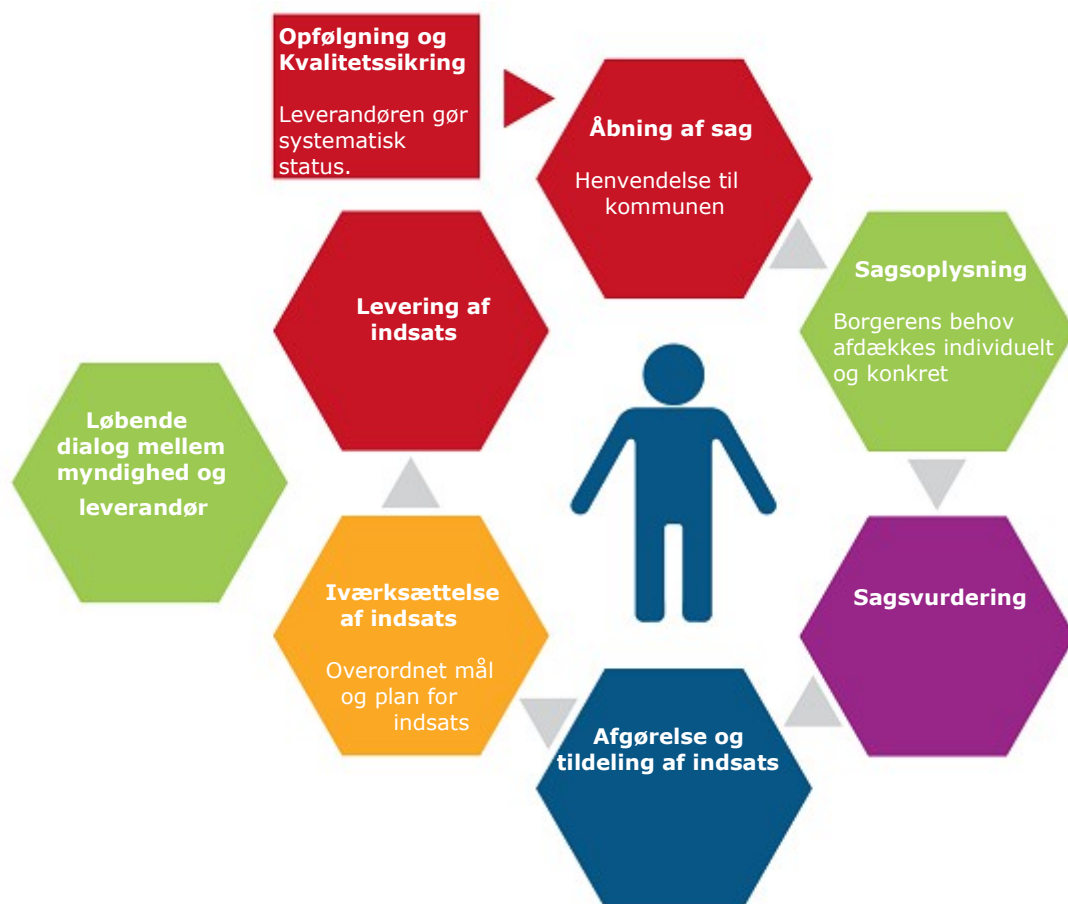 Opfølgning og
Kvalitetssikring
Leverandøren gør
systematisk
status.
Åbning af sag
Henvendelse til
kommunen
Sagsoplysning
Borgerens behov
afdækkes individuelt
og konkret
Sagsvurdering
Afgørelse og
tildeling af indsats
Iværksættelse
af indsats
Overordnet mål
og plan for
indsats
Levering af
indsats
Løbende
dialog mellem
myndighed og
leverandør